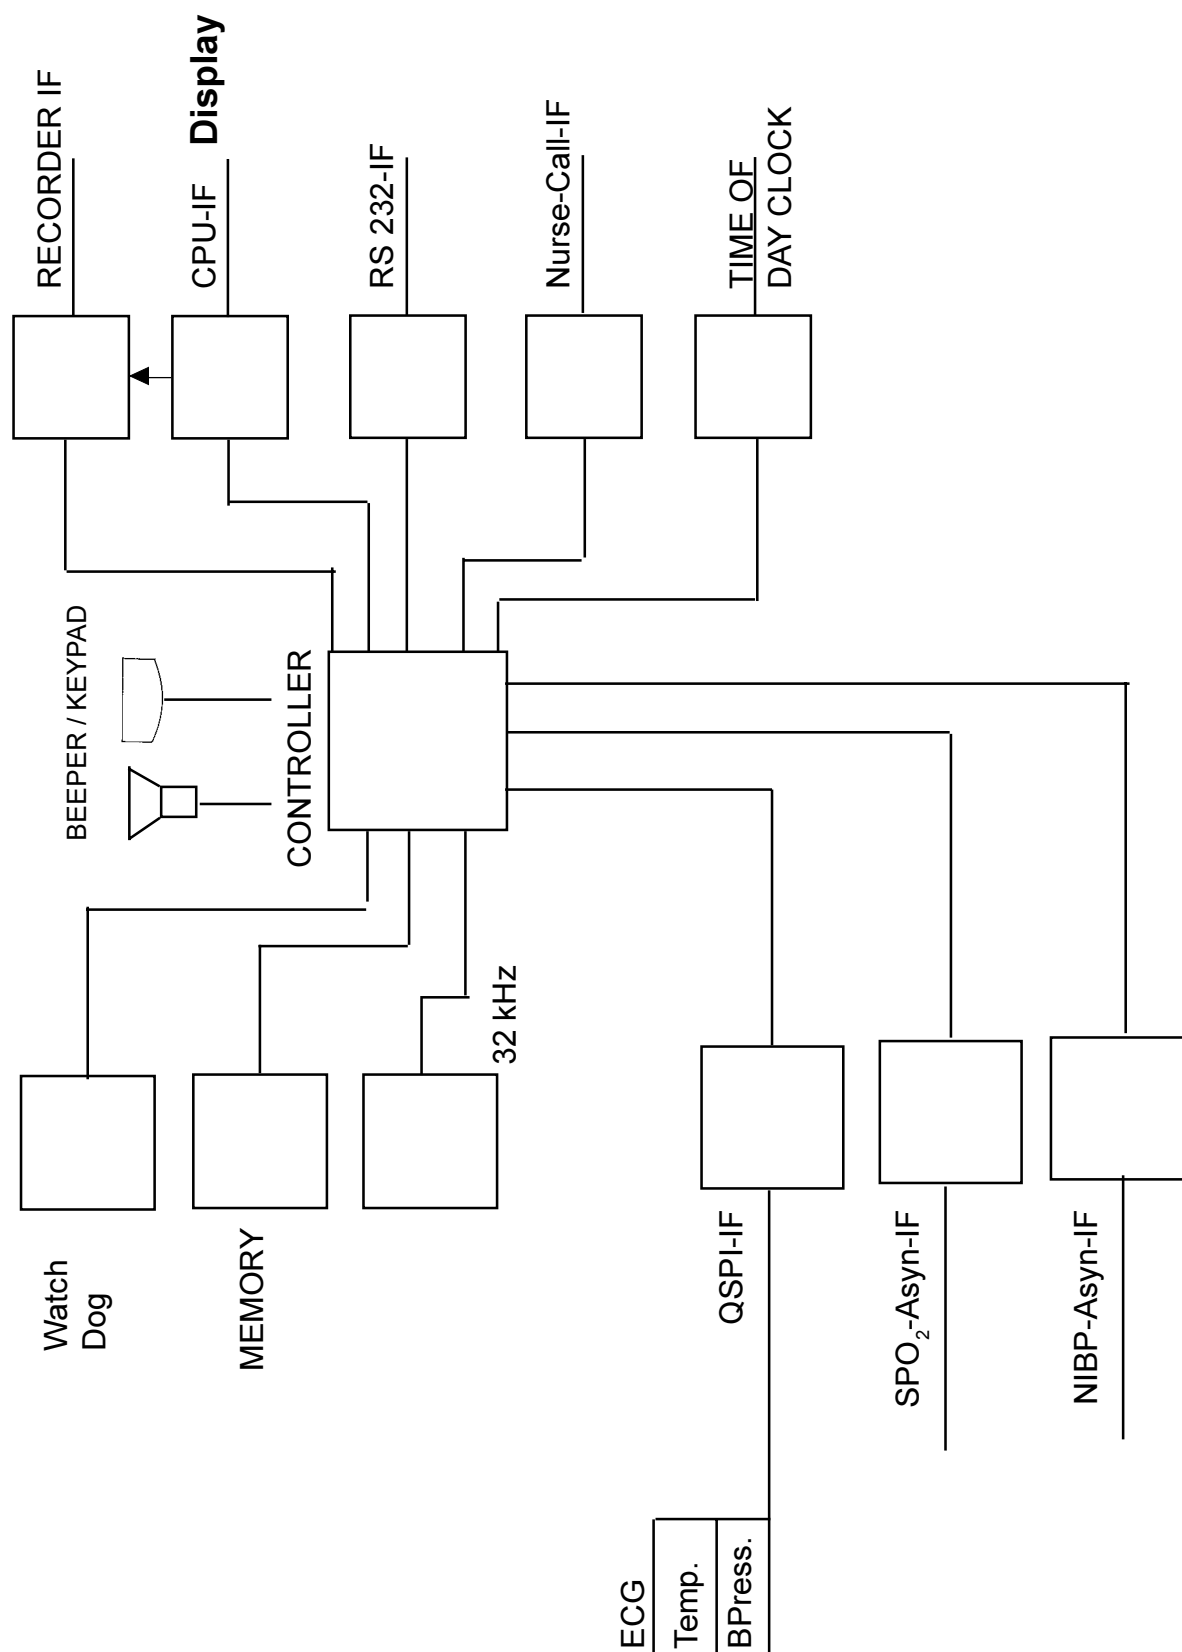 Watch
Dog
MEMORY
32 kHz
BEEPER / KEYPAD
CONTROLLER
RECORDER IF
CPU-IF
Display
RS 232-IF
Nurse-Call-IF
TIME OF
DAY CLOCK
ECG
Temp.
BPress.
QSPI-IF
SPO₂-Asyn-IF
NIBP-Asyn-IF